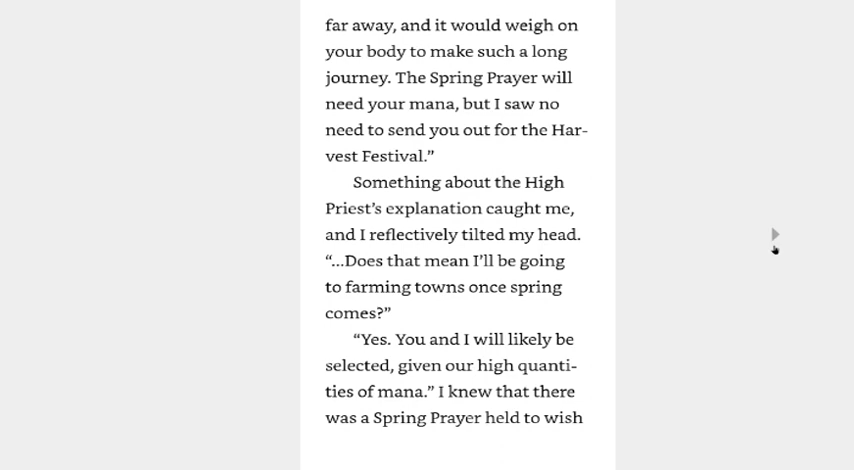 far away, and it would weigh on
your body to make such a long
journey. The Spring Prayer will
need your mana, but I saw no
need to send you out for the Har-
vest Festival.”
Something about the High
Priest’s explanation caught me,
and I reflectively tilted my head.
“...Does that mean I’ll be going
to farming towns once spring
comes?”
“Yes. You and I will likely be
selected, given our high quanti-
ties of mana.” I knew that there
was a Spring Prayer held to wish